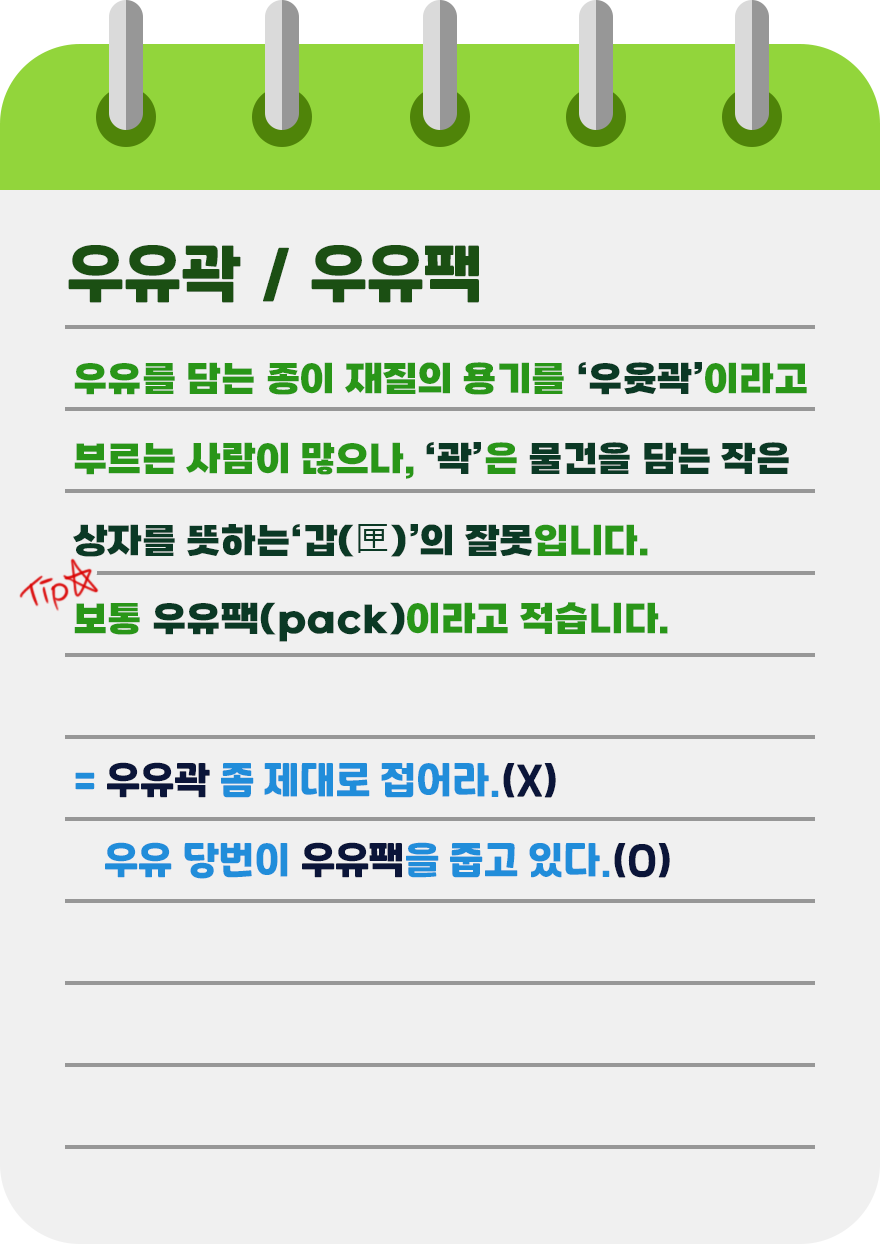 우유곽 / 우유팩
우유를 담는 종이 재질의 용기를 ‘우윳곽’이라고
부르는 사람이 많으나, ‘곽’은 물건을 담는 작은
상자를 뜻하는‘갑(匣)’의 잘못입니다.
Tip☆
보통 우유팩(pack)이라고 적습니다.
= 우유곽 좀 제대로 접어라.(X)
우유 당번이 우유팩을 줍고 있다.(O)